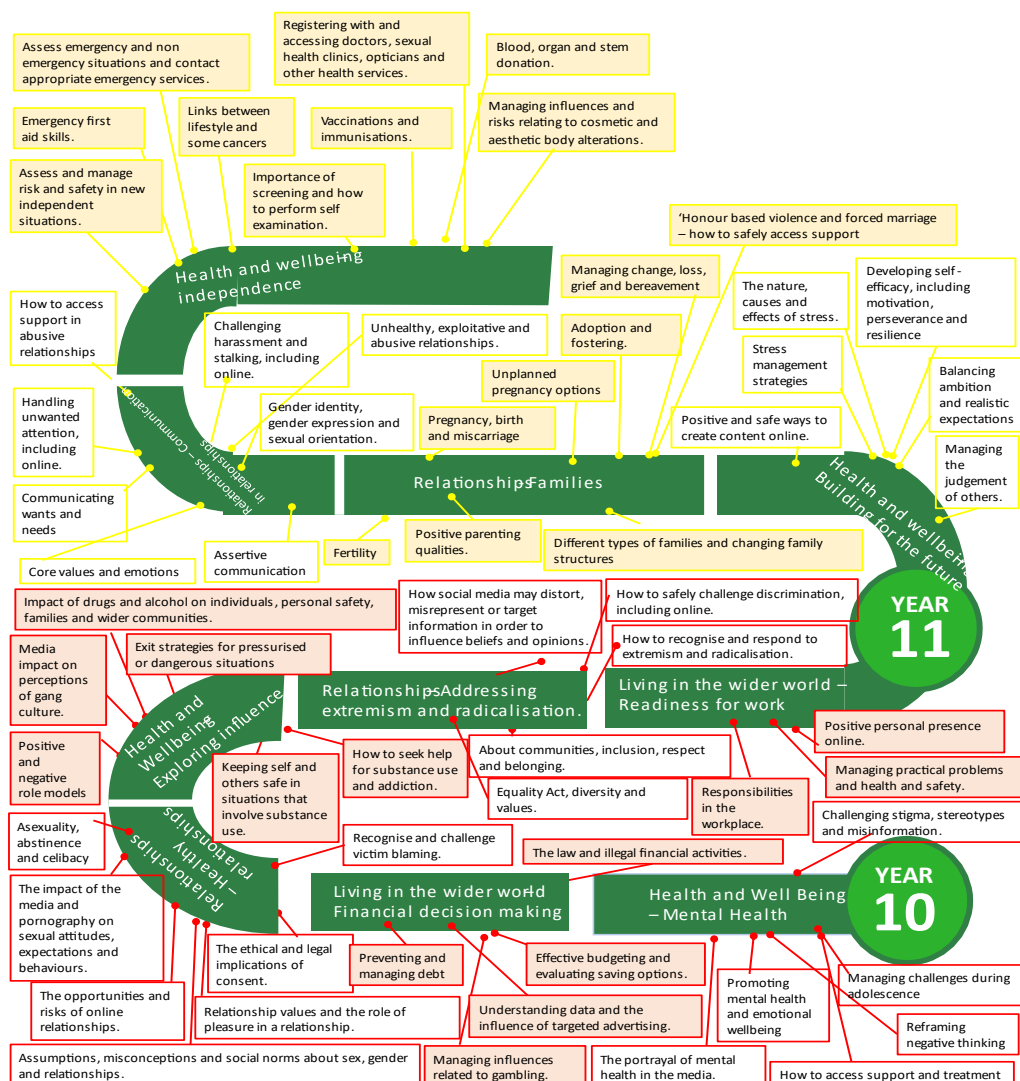 Registering with and
accessing doctors, sexual
health clinics, opticians and
other health services.
Assess emergency and non
emergency situations and contact
appropriate emergency services.
Blood, organ and stem
donation.
Emergency first
aid skills.
Links between
lifestyle and
some cancers
Vaccinations and
immunisations.
Managing influences and
risks relating to cosmetic and
aesthetic body alterations.
Assess and manage
risk and safety in new
independent
situations.
Importance of
screening and how
to perform self
examination.
'Honour based violence and forced marriage
– how to safely access support
Health and wellbeing –
independence
Managing change, loss,
grief and bereavement
The nature,
causes and
effects of stress.
Developing self-
efficacy, including
motivation,
perseverance and
resilience
How to access
support in
abusive
relationships
Challenging
harassment and
stalking, including
online.
Unhealthy, exploitative and
abusive relationships.
Adoption and
fostering.
Stress
management
strategies
Balancing
ambition
and realistic
expectations
Unplanned
pregnancy options
Handling
unwanted
attention,
including
online.
Gender identity,
gender expression and
sexual orientation.
Pregnancy, birth
and miscarriage
Positive and safe ways to
create content online.
Managing
the
judgement
of others.
Relationships – Communication
in relationships
Relationships – Families
Health and wellbeing –
Building for the future
Communicating
wants and
needs
Core values and emotions
Assertive
communication
Fertility
Positive parenting
qualities.
Different types of families and changing family
structures
YEAR
11
Impact of drugs and alcohol on individuals, personal safety,
families and wider communities.
How social media may distort,
misrepresent or target
information in order to
influence beliefs and opinions.
How to safely challenge discrimination,
including online.
Media
impact on
perceptions
of gang
culture.
Exit strategies for pressurised
or dangerous situations
How to recognise and respond to
extremism and radicalisation.
Health and
Wellbeing –
Exploring influence
Relationships – Addressing
extremism and radicalisation.
Living in the wider world –
Readiness for work
Positive
and
negative
role models
Keeping self and
others safe in
situations that
involve substance
use.
How to seek help
for substance use
and addiction.
About communities, inclusion, respect
and belonging.
Equality Act, diversity and
values.
Responsibilities
in the
workplace.
Positive personal presence
online.
Managing practical problems
and health and safety.
Asexuality,
abstinence
and celibacy
Relationships
– Healthy
relationships
Recognise and challenge
victim blaming.
The law and illegal financial activities.
Challenging stigma, stereotypes
and misinformation.
Living in the wider world –
Financial decision making
Health and Well Being
– Mental Health
YEAR
10
The impact of the
media and
pornography on
sexual attitudes,
expectations and
behaviours.
The ethical and legal
implications of
consent.
Preventing and
managing debt
Effective budgeting and
evaluating saving options.
Promoting
mental health
and emotional
wellbeing
Managing challenges during
adolescence
The opportunities and
risks of online
relationships.
Relationship values and the role of
pleasure in a relationship.
Understanding data and the
influence of targeted advertising.
Reframing
negative thinking
Assumptions, misconceptions and social norms about sex, gender
and relationships.
Managing influences
related to gambling.
The portrayal of mental
health in the media.
How to access support and treatment